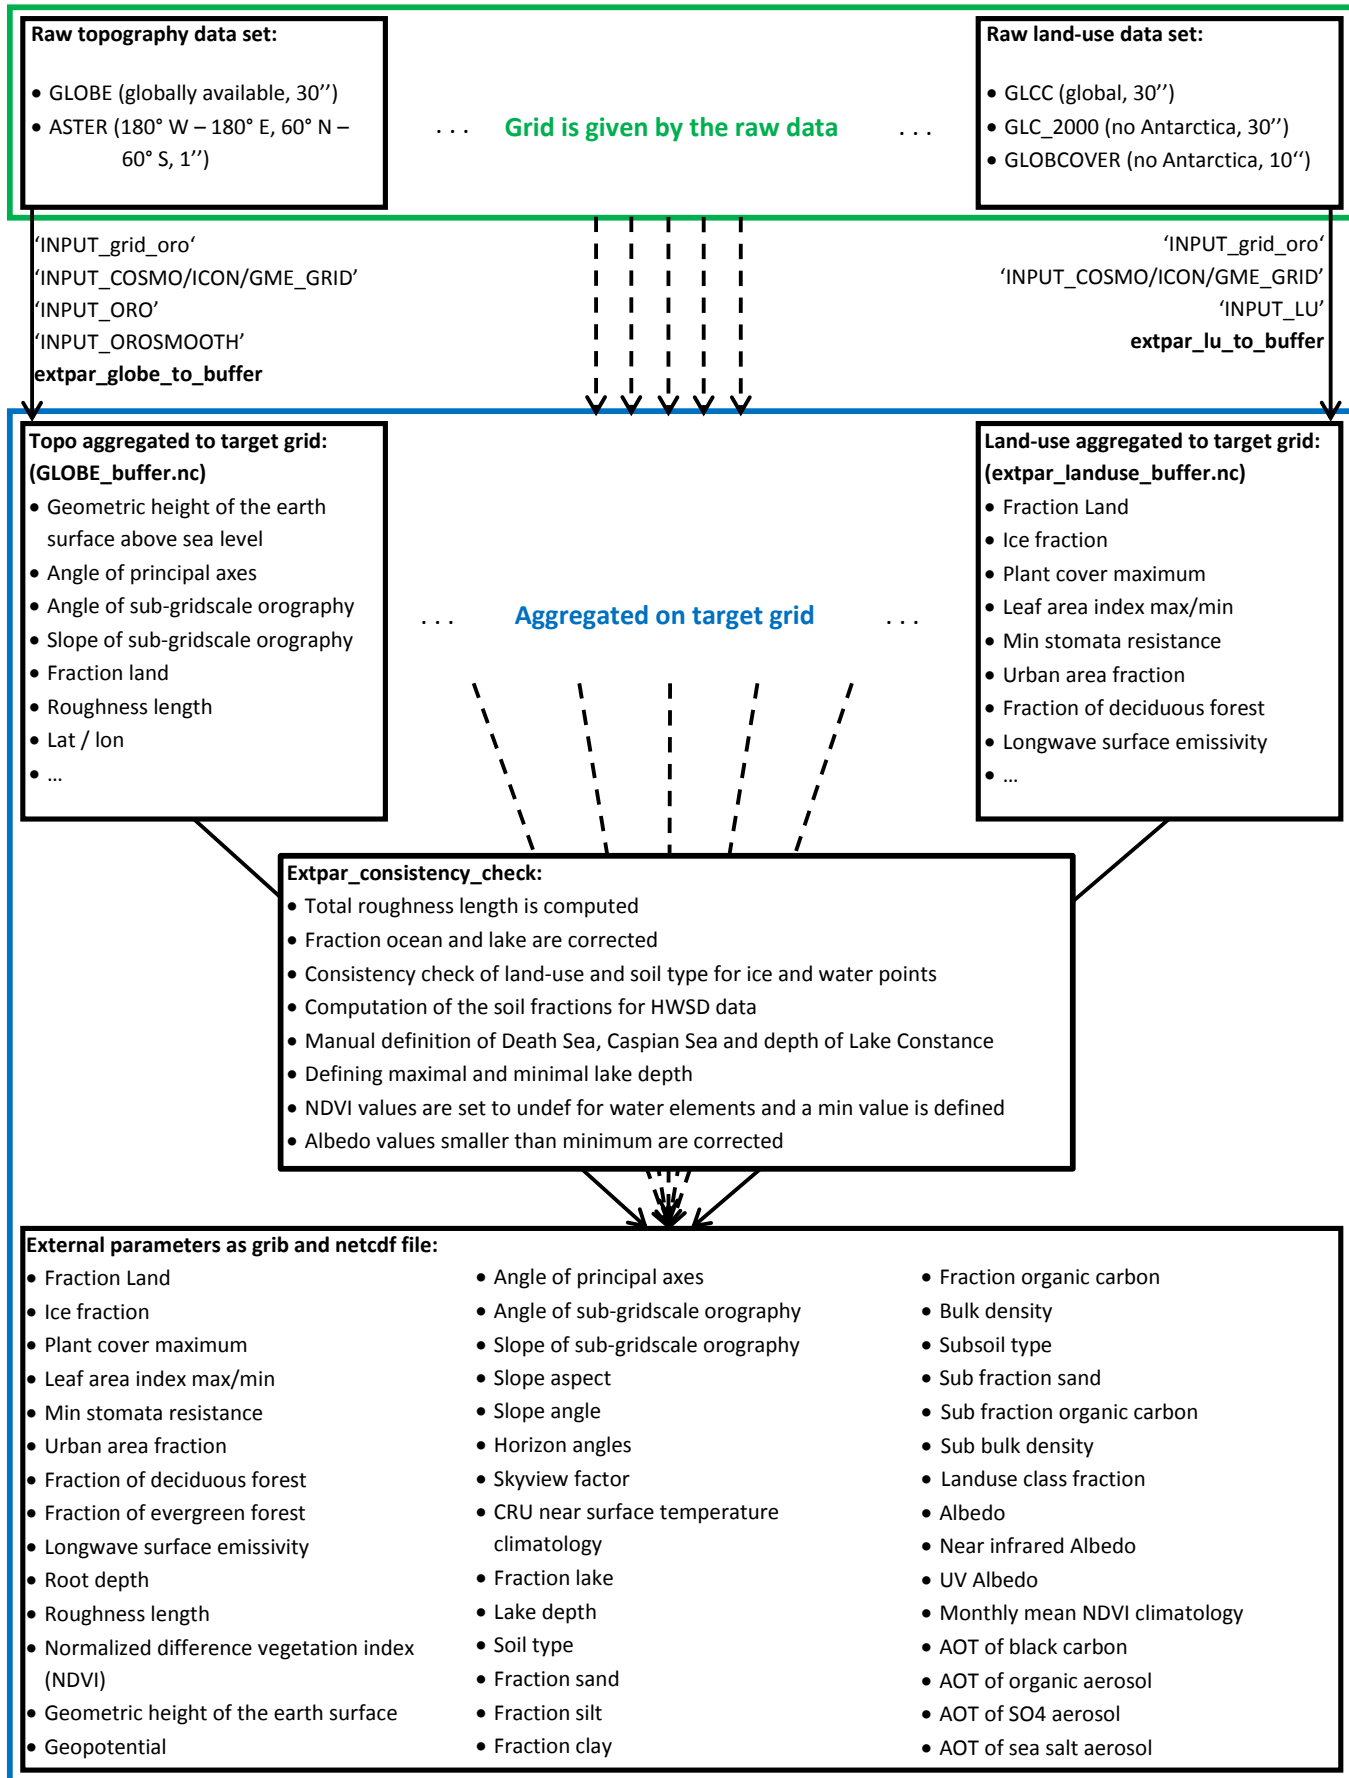 Raw topography data set:
• GLOBE (globally available, 30’’)
• ASTER (180° W – 180° E, 60° N –
60° S, 1’’)
. . .
Grid is given by the raw data
. . .
Raw land-use data set:
• GLCC (global, 30’’)
• GLC_2000 (no Antarctica, 30’’)
• GLOBCOVER (no Antarctica, 10‘‘)
‘INPUT_grid_oro‘
‘INPUT_COSMO/ICON/GME_GRID’
‘INPUT_ORO’
‘INPUT_OROSMOOTH’
extpar_globe_to_buffer
‘INPUT_grid_oro‘
‘INPUT_COSMO/ICON/GME_GRID’
‘INPUT_LU’
extpar_lu_to_buffer
Topo aggregated to target grid:
(GLOBE_buffer.nc)
• Geometric height of the earth
surface above sea level
• Angle of principal axes
• Angle of sub-gridscale orography
• Slope of sub-gridscale orography
• Fraction land
• Roughness length
• Lat / lon
• ...
. . .
Aggregated on target grid
. . .
Land-use aggregated to target grid:
(extpar_landuse_buffer.nc)
• Fraction Land
• Ice fraction
• Plant cover maximum
• Leaf area index max/min
• Min stomata resistance
• Urban area fraction
• Fraction of deciduous forest
• Longwave surface emissivity
• ...
Extpar_consistency_check:
• Total roughness length is computed
• Fraction ocean and lake are corrected
• Consistency check of land-use and soil type for ice and water points
• Computation of the soil fractions for HWSD data
• Manual definition of Death Sea, Caspian Sea and depth of Lake Constance
• Defining maximal and minimal lake depth
• NDVI values are set to undef for water elements and a min value is defined
• Albedo values smaller than minimum are corrected
External parameters as grib and netcdf file:
• Fraction Land
• Ice fraction
• Plant cover maximum
• Leaf area index max/min
• Min stomata resistance
• Urban area fraction
• Fraction of deciduous forest
• Fraction of evergreen forest
• Longwave surface emissivity
• Root depth
• Roughness length
• Normalized difference vegetation index
(NDVI)
• Geometric height of the earth surface
• Geopotential
• Angle of principal axes
• Angle of sub-gridscale orography
• Slope of sub-gridscale orography
• Slope aspect
• Slope angle
• Horizon angles
• Skyview factor
• CRU near surface temperature
climatology
• Fraction lake
• Lake depth
• Soil type
• Fraction sand
• Fraction silt
• Fraction clay
• Fraction organic carbon
• Bulk density
• Subsoil type
• Sub fraction sand
• Sub fraction organic carbon
• Sub bulk density
• Landuse class fraction
• Albedo
• Near infrared Albedo
• UV Albedo
• Monthly mean NDVI climatology
• AOT of black carbon
• AOT of organic aerosol
• AOT of SO4 aerosol
• AOT of sea salt aerosol